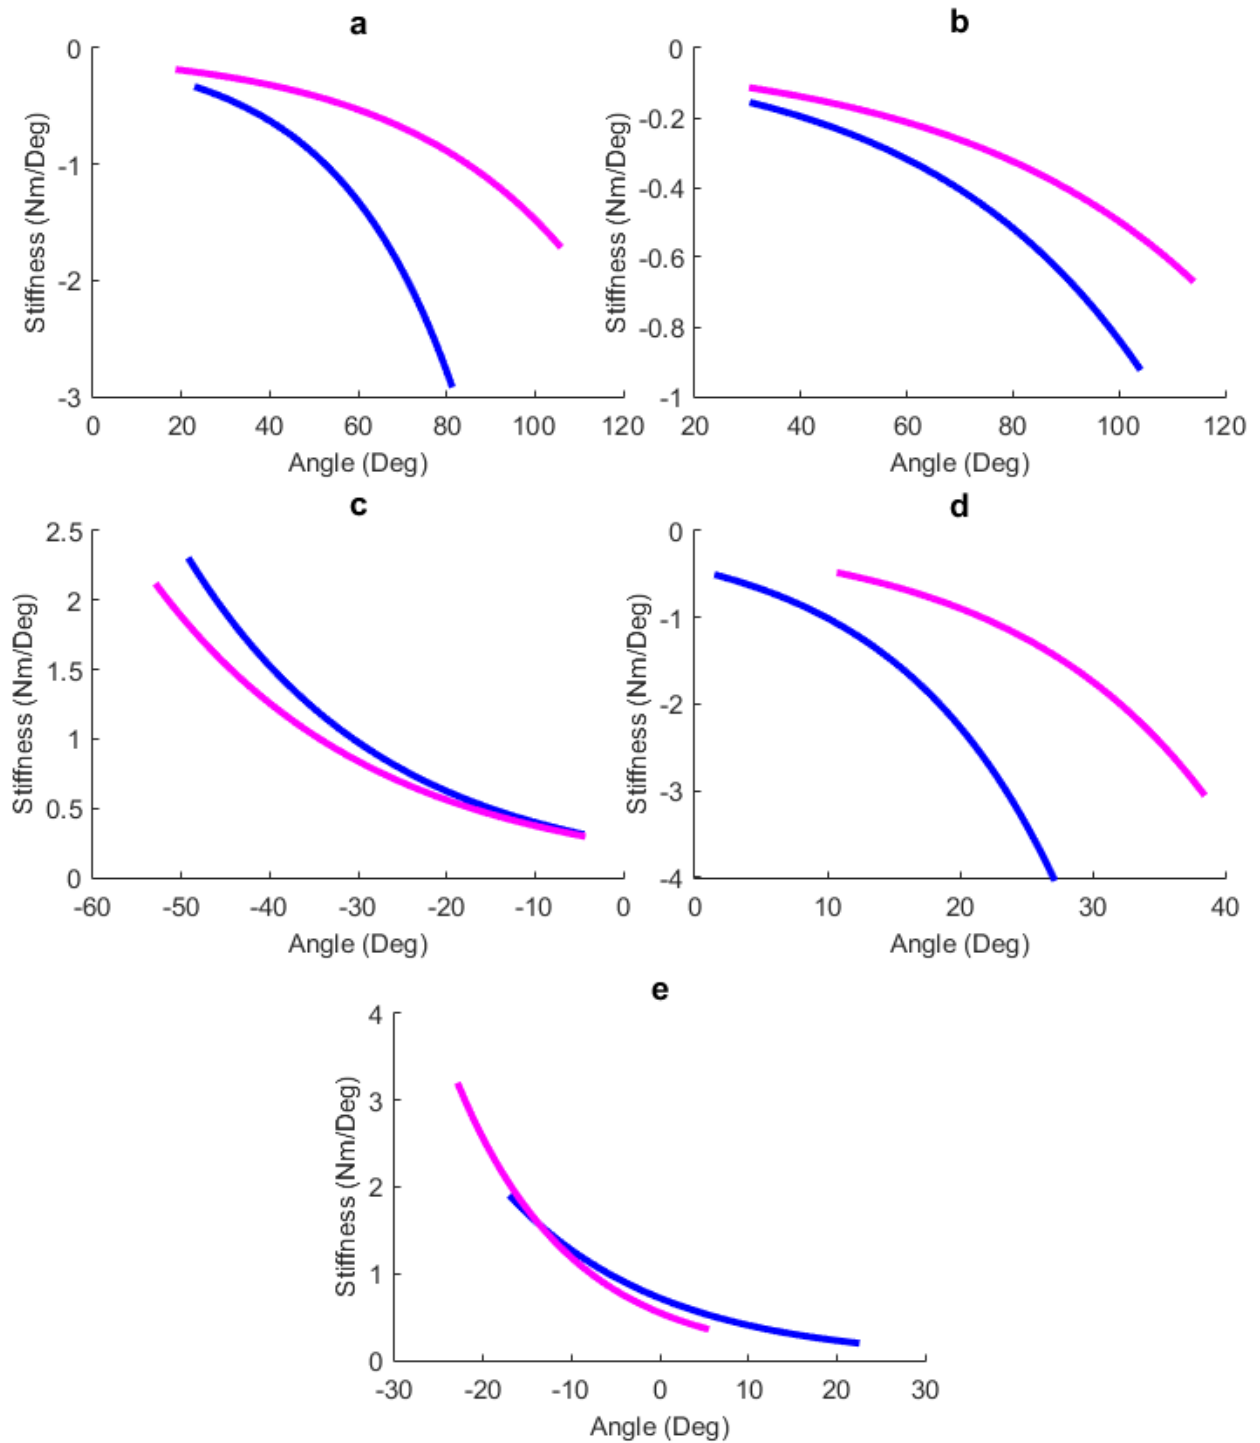 a
b
0
-1
-2
-3
Stiffness (Nm/Deg)
0 20 40 60 80 100 120
Angle (Deg)
0
-0.2
-0.4
-0.6
-0.8
-1
Stiffness (Nm/Deg)
20 40 60 80 100 120
Angle (Deg)
c
d
2.5
2
1.5
1
0.5
0
Stiffness (Nm/Deg)
-60 -50 -40 -30 -20 -10 0
Angle (Deg)
0
-1
-2
-3
-4
Stiffness (Nm/Deg)
0 10 20 30 40
Angle (Deg)
e
4
3
2
1
0
Stiffness (Nm/Deg)
-30 -20 -10 0 10 20 30
Angle (Deg)